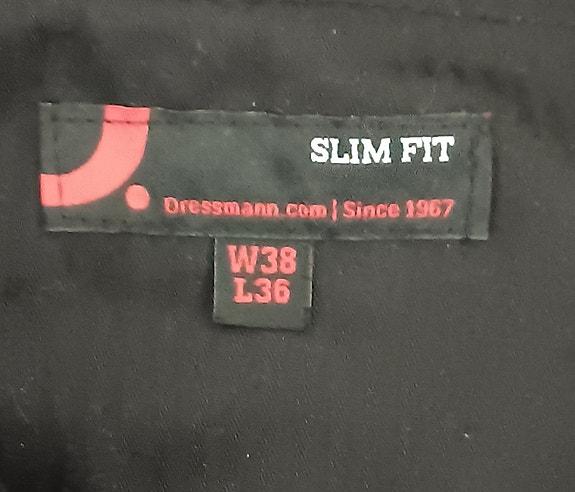 SLIM FIT
Dressmann.com | Since 1967
W38
L36